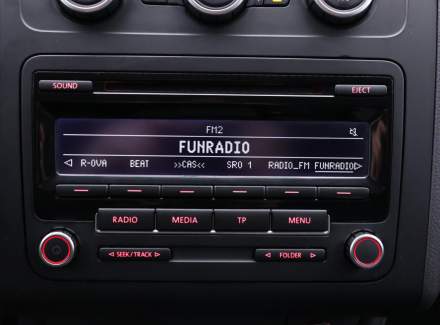 SOUND
EJECT
FM2
FUNRADIO
R-OVA BEAT >>CAS<< SRO 1 RADIO_FM FUNRADIO
RADIO MEDIA TP MENU
SEEK/TRACK FOLDER